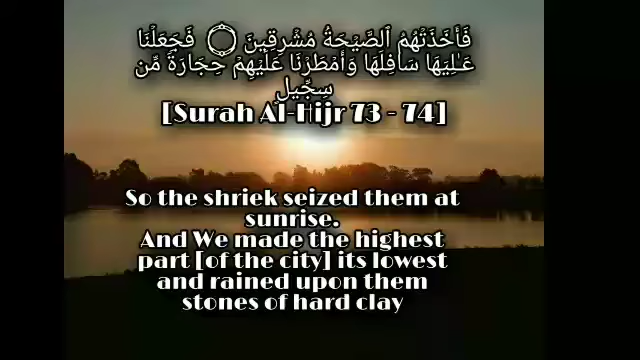 فَأَخَذَتْهُمُ ٱلصَّيْحَةُ مُشْرِقِينَ ۝ فَجَعَلْنَا
عَـٰلِيَهَا سَافِلَهَا وَأَمْطَرْنَا عَلَيْهِمْ حِجَارَةً مِّن
سِجِّيلٍ
[Surah Al-Hijr 73 - 74]
So the shriek seized them at
sunrise.
And We made the highest
part [of the city] its lowest
and rained upon them
stones of hard clay